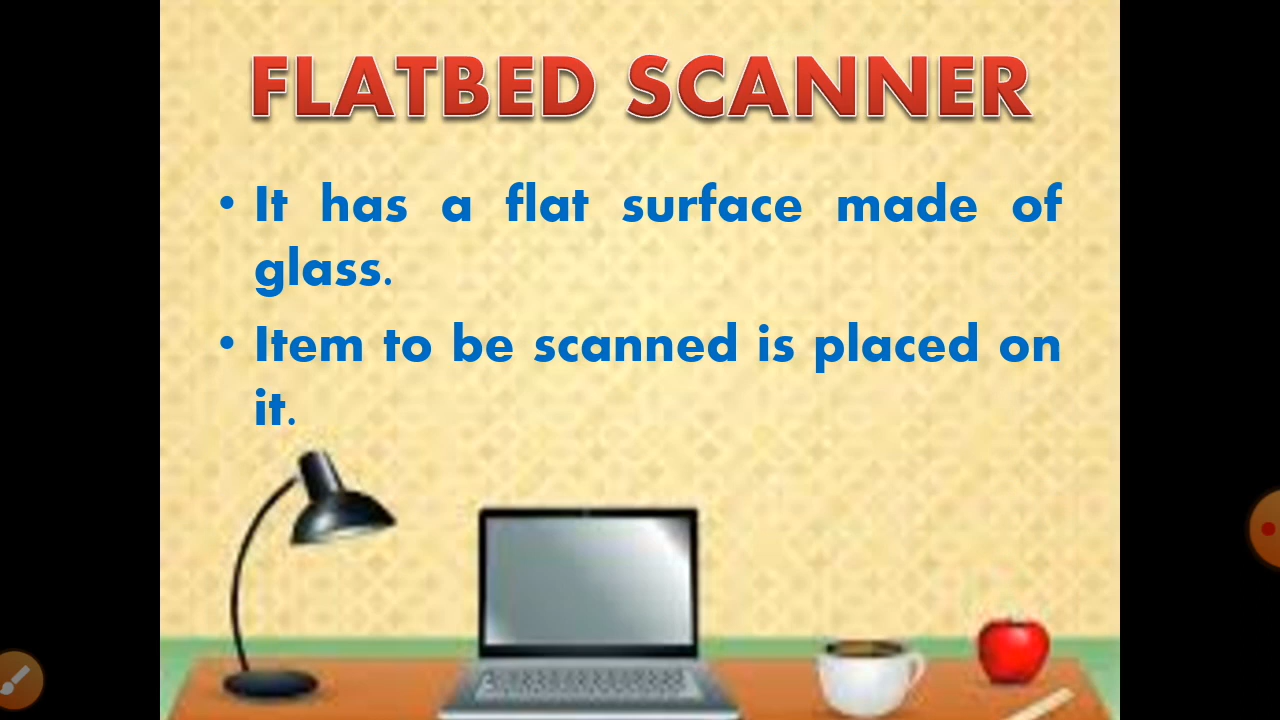 FLATBED SCANNER
• It has a flat surface made of
glass.
• Item to be scanned is placed on
it.